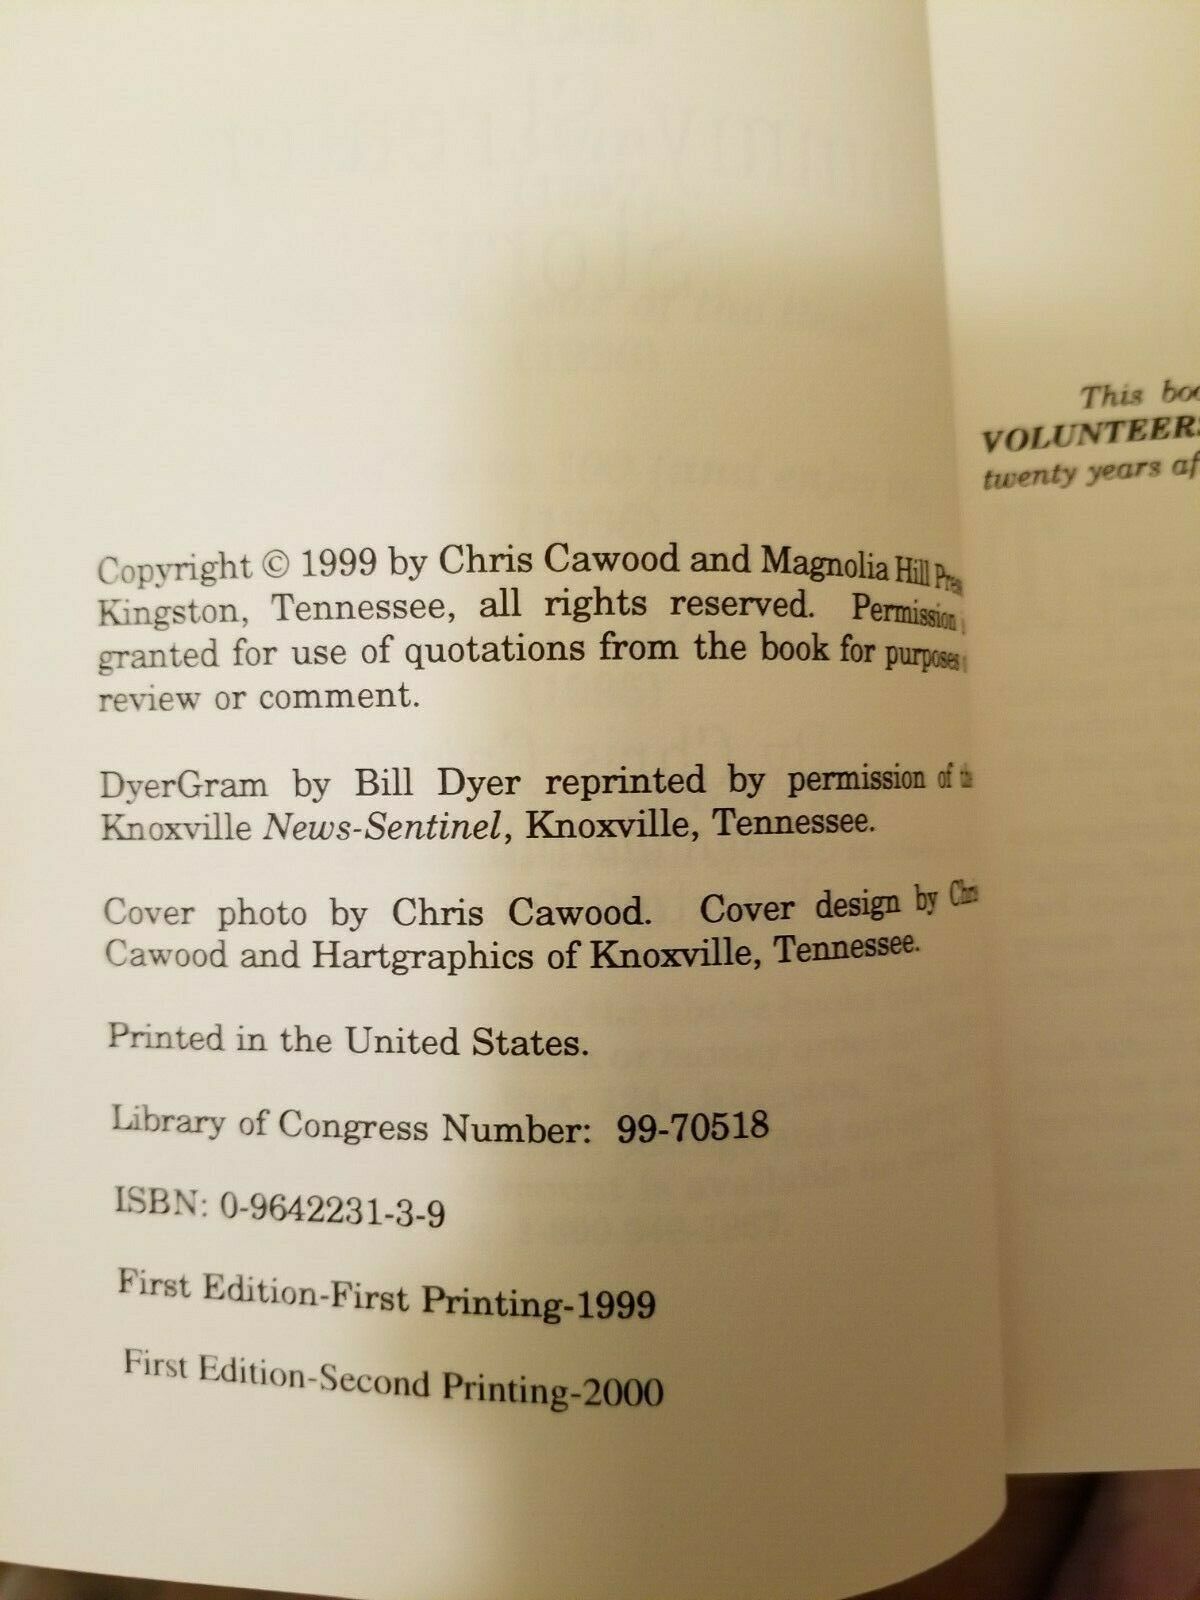 Copyright © 1999 by Chris Cawood and Magnolia Hill
Kingston, Tennessee, all rights reserved. Permission
granted for use of quotations from the book for purposes
review or comment.
DyerGram by Bill Dyer reprinted by permission of
Knoxville News-Sentinel, Knoxville, Tennessee.
Cover photo by Chris Cawood. Cover design by
Cawood and Hartgraphics of Knoxville, Tennessee.
Printed in the United States.
Library of Congress Number: 99-70518
ISBN: 0-9642231-3-9
First Edition-First Printing-1999
First Edition-Second Printing-2000
This
VOLUNTEERS
twenty years